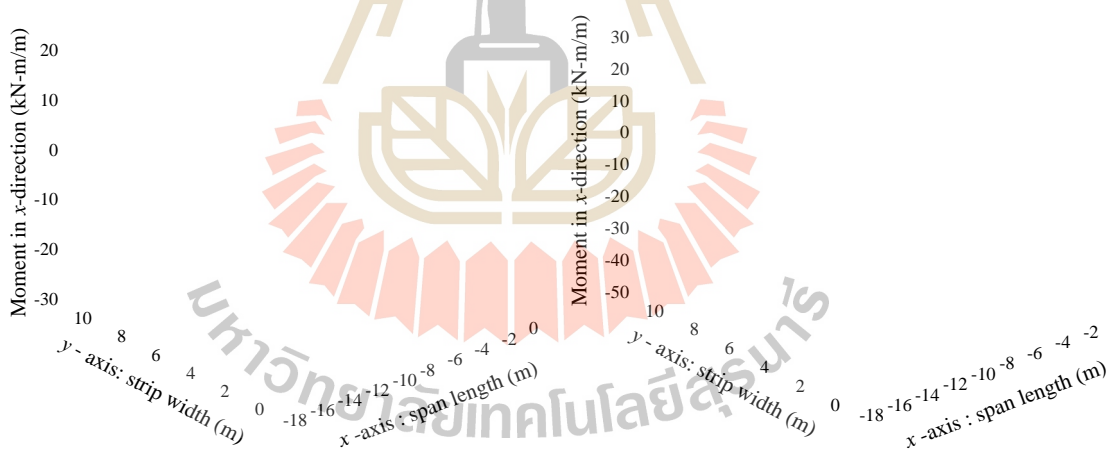 Moment in x-direction (kN-m/m)
20
10
0
-10
-20
-30
10 8 6 4 2 0
y - axis: strip width (m)
-18 -16 -14 -12 -10 -8 -6 -4 -2 0
x -axis : span length (m)
Moment in x-direction (kN-m/m)
30
20
10
0
-10
-20
-30
-40
-50
10 8 6 4 2 0
y - axis: strip width (m)
-18 -16 -14 -12 -10 -8 -6 -4 -2
x -axis : span length (m)
มหาวิทยาลัยเทคโนโลยีสุรนารี